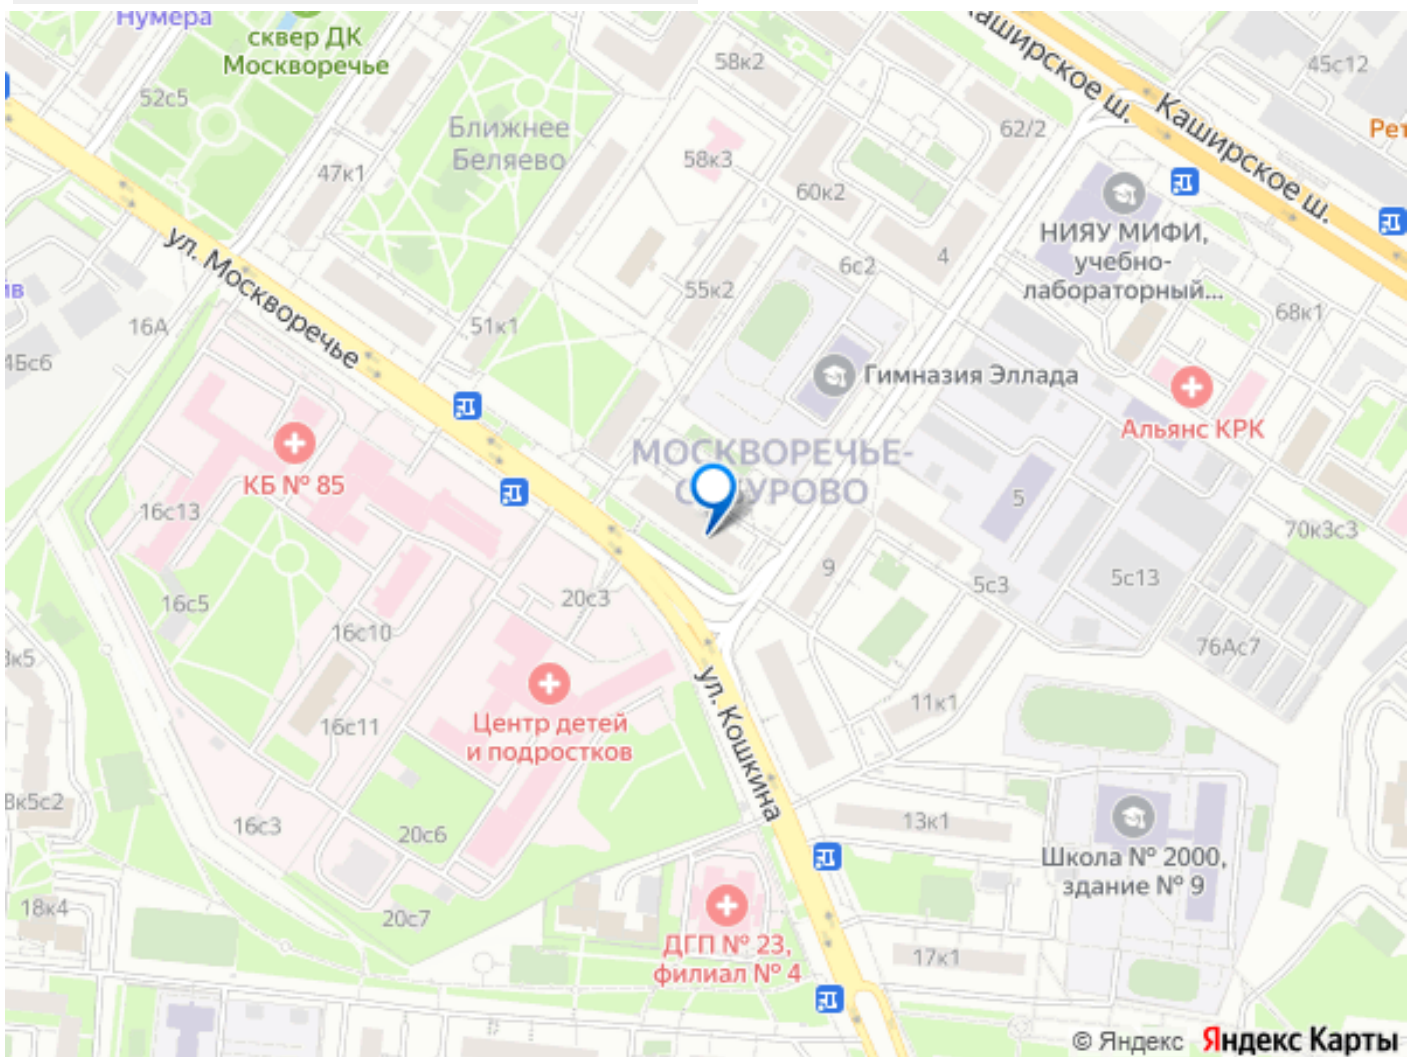 Нумера
сквер ДК
Москворечье
52с5
58к2
Каширское ш.
45с12
62/2
Каширское ш.
Рет
Ближнее
Беляево
58к3
47к1
60к2
НИЯУ МИФИ,
учебно-
лабораторный...
ул. Москворечье
4
6с2
55к2
68к1
16А
51к1
4Бс6
Гимназия Эллада
Альянс КРК
МОСКВОРЕЧЬЕ-
КБ № 85
16с13
5
70к3с3
9
5с3
5с13
20с3
16с5
16с10
76Ас7
ул. Кошкина
11к1
Центр детей
и подростков
16с11
8к5с2
16с3
20с6
13к1
Школа № 2000,
здание № 9
18к4
20с7
ДГП № 23,
филиал № 4
17к1
© Яндекс Яндекс Карты